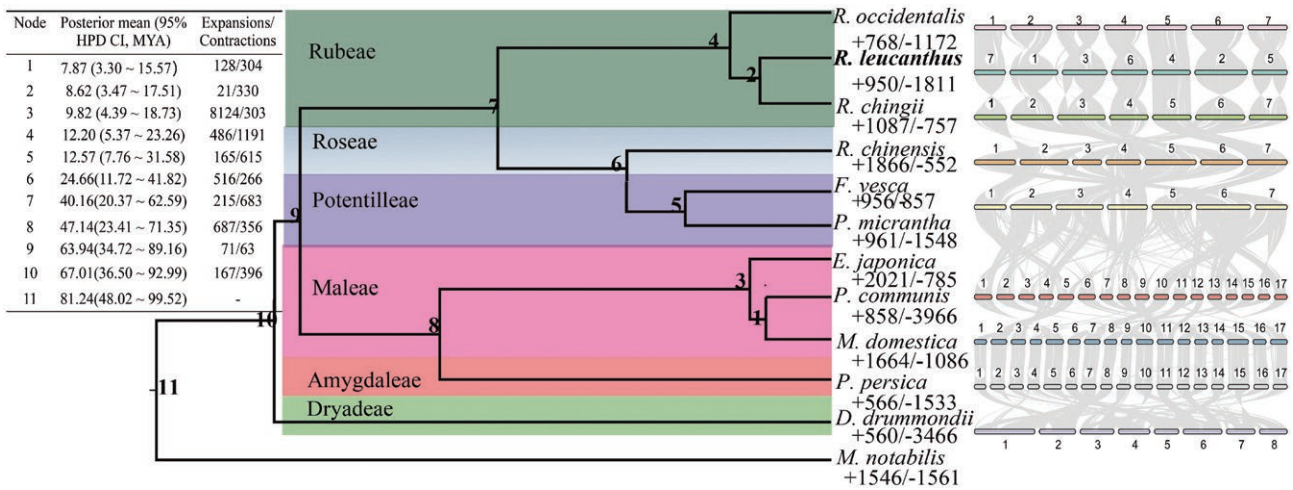 Node Posterior mean (95% HPD CI, MYA) Expansions/ Contractions
1 7.87 (3.30 ~ 15.57) 128/304
2 8.62 (3.47 ~ 17.51) 21/330
3 9.82 (4.39 ~ 18.73) 8124/303
4 12.20 (5.37 ~ 23.26) 486/1191
5 12.57 (7.76 ~ 31.58) 165/615
6 24.66(11.72 ~ 41.82) 516/266
7 40.16(20.37 ~ 62.59) 215/683
8 47.14(23.41 ~ 71.35) 687/356
9 63.94(34.72 ~ 89.16) 71/63
10 67.01(36.50 ~ 92.99) 167/396
11 81.24(48.02 ~ 99.52) -
Rubeae
Roseae
Potentilleae
Maleae
Amygdaleae
Dryadeae
4
2
7
6
5
9
3
1
8
10
11
R. occidentalis
+768/-1172
R. leucanthus
+950/-1811
R. chingii
+1087/-757
R. chinensis
+1866/-552
F. vesca
+956/-857
P. micrantha
+961/-1548
E. japonica
+2021/-785
P. communis
+858/-3966
M. domestica
+1664/-1086
P. persica
+566/-1533
D. drummondii
+560/-3466
M. notabilis
+1546/-1561
1 2 3 4 5 6 7
7 1 3 6 4 2 5
1 2 3 4 5 6 7
1 2 3 4 5 6 7
1 2 3 4 5 6 7
1 2 3 4 5 6 7 8 9 10 11 12 13 14 15 16 17
1 2 3 4 5 6 7 8 9 10 11 12 13 14 15 16 17
1 2 3 4 5 6 7 8 9 10 11 12 13 14 15 16 17
1 2 3 4 5 6 7 8